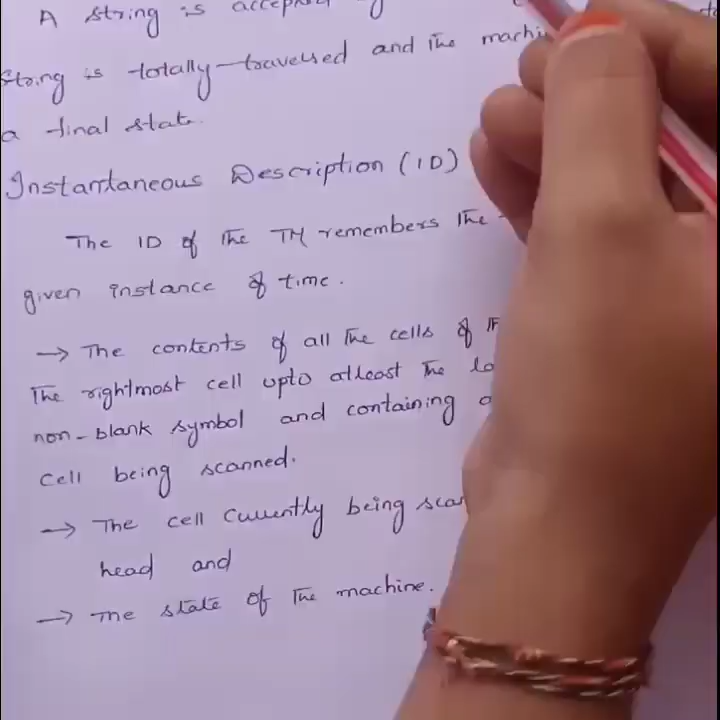 A string is
string is totally travelsed and the machi
a final state.
Instantaneous Description (ID)
The ID of the TM remembers the
given instance of time.
→ The contents of all the cells of
The rightmost cell upto atleast the
non-blank symbol and containing
cell being scanned.
→ The cell currently being scan
head and
→ The state of the machine.